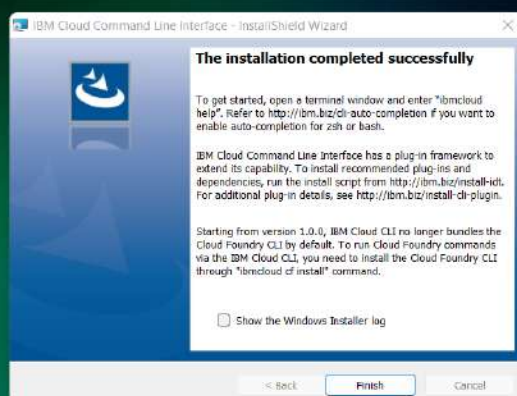 IBM Cloud Command Line Interface - InstallShield Wizard
The installation completed successfully
To get started, open a terminal window and enter "ibmcloud
help". Refer to http://ibm.biz/cli-auto-completion if you want to
enable auto-completion for zsh or bash.
IBM Cloud Command Line Interface has a plug-in framework to
extend its capability. To install recommended plug-ins and
dependencies, run the install script from http://ibm.biz/install-idt.
For additional plug-in details, see http://ibm.biz/install-cli-plugin.
Starting from version 1.0.0, IBM Cloud CLI no longer bundles the
Cloud Foundry CLI by default. To run Cloud Foundry commands
via the IBM Cloud CLI, you need to install the Cloud Foundry CLI
through "ibmcloud cf install" command.
Show the Windows Installer log
< Back
Finish
Cancel